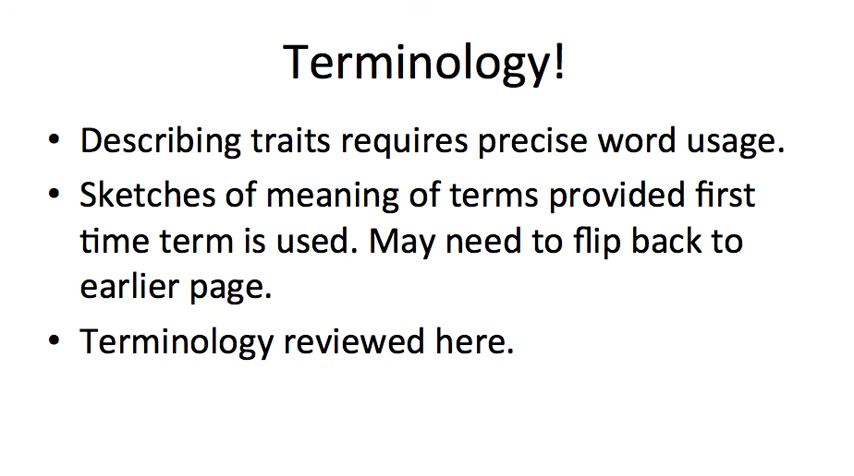 Terminology!
• Describing traits requires precise word usage.
• Sketches of meaning of terms provided first
time term is used. May need to flip back to
earlier page.
• Terminology reviewed here.